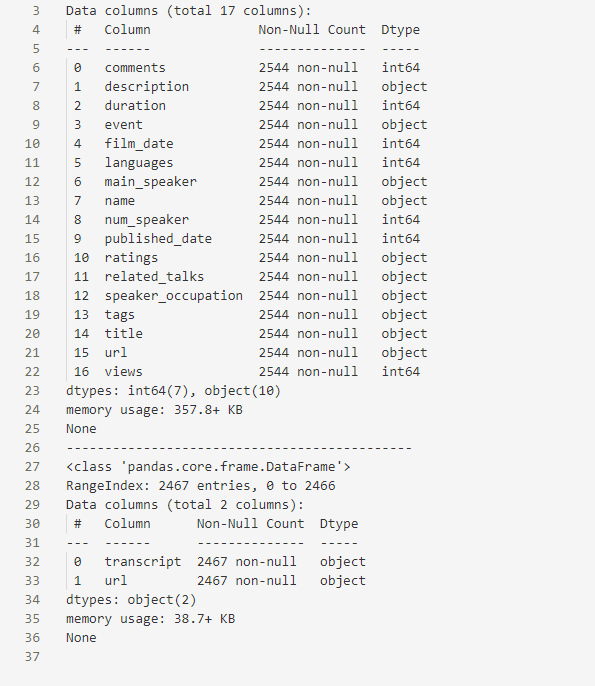 3 Data columns (total 17 columns):
4 # Column Non-Null Count Dtype
5 --- ------ -------------- -----
6 0 comments 2544 non-null int64
7 1 description 2544 non-null object
8 2 duration 2544 non-null int64
9 3 event 2544 non-null object
10 4 film_date 2544 non-null int64
11 5 languages 2544 non-null int64
12 6 main_speaker 2544 non-null object
13 7 name 2544 non-null object
14 8 num_speaker 2544 non-null int64
15 9 published_date 2544 non-null int64
16 10 ratings 2544 non-null object
17 11 related_talks 2544 non-null object
18 12 speaker_occupation 2544 non-null object
19 13 tags 2544 non-null object
20 14 title 2544 non-null object
21 15 url 2544 non-null object
22 16 views 2544 non-null int64
23 dtypes: int64(7), object(10)
24 memory usage: 357.8+ KB
25 None
26 ---------------------------------------------
27 <class 'pandas.core.frame.DataFrame'>
28 RangeIndex: 2467 entries, 0 to 2466
29 Data columns (total 2 columns):
30 # Column Non-Null Count Dtype
31 --- ------ -------------- -----
32 0 transcript 2467 non-null object
33 1 url 2467 non-null object
34 dtypes: object(2)
35 memory usage: 38.7+ KB
36 None
37